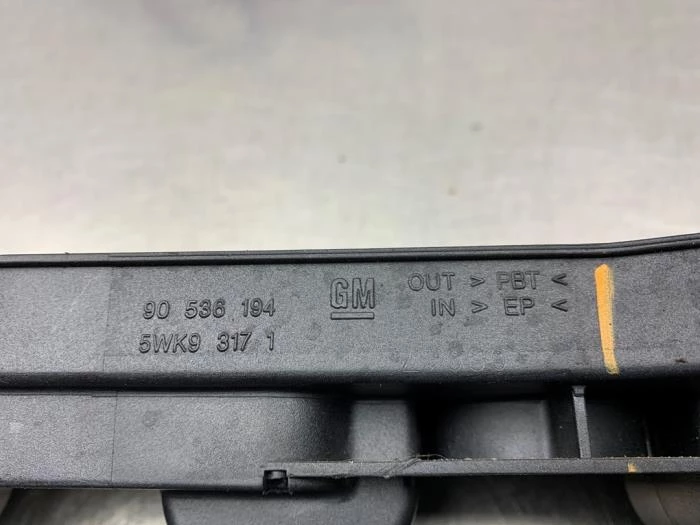 90 536 194
5WK9 317 1
GM
OUT > PBT <
IN > EP <